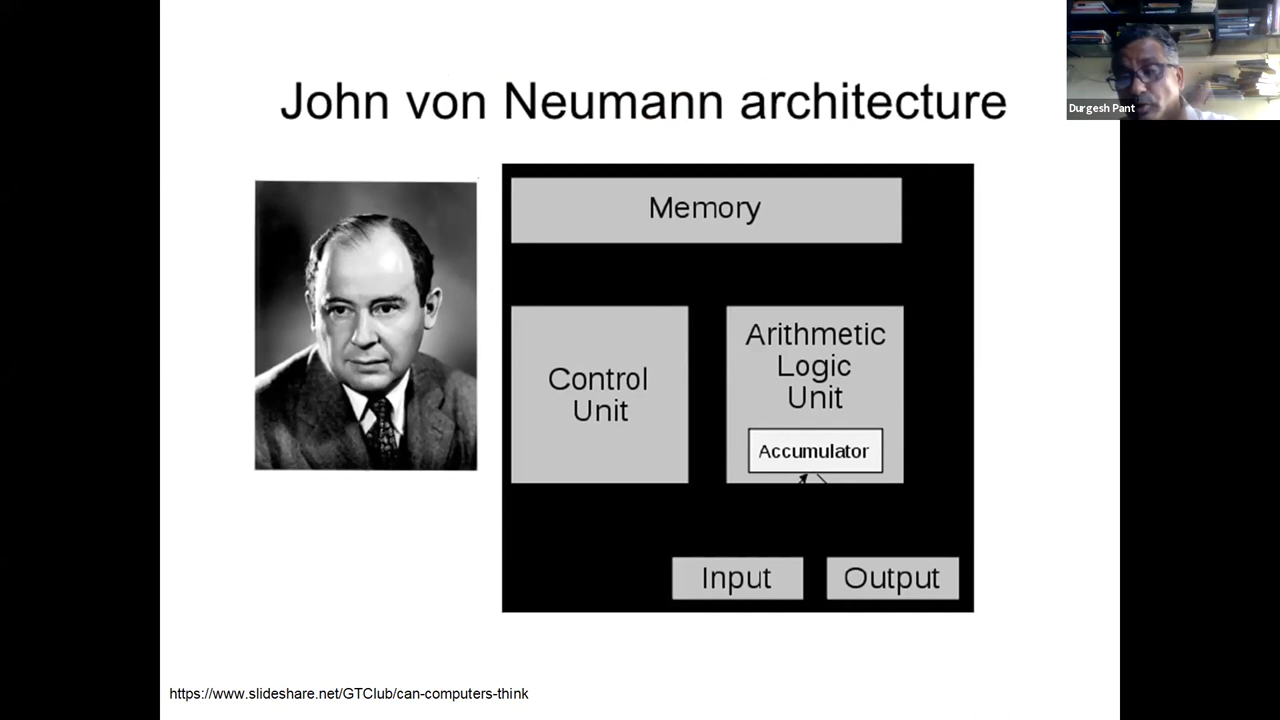 John von Neumann architecture
Durgesh Pant
Memory
Control
Unit
Arithmetic
Logic
Unit
Accumulator
Input
Output
https://www.slideshare.net/GTClub/can-computers-think